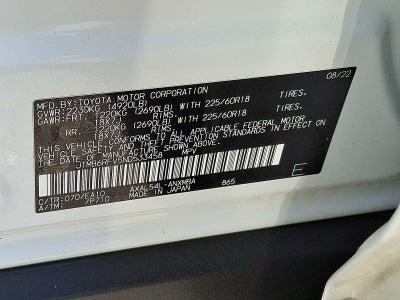 MFD.BY:TOYOTA MOTOR CORPORATION 08/22
GVWR:2230KG (4920LB)
GAWR:FRT. 1220KG (2690LB) WITH 225/60R18 TIRES.
18X7J RIMS.
RR. 1220KG (2690LB) WITH 225/60R18 TIRES.
18X7J RIMS.
THIS VEHICLE CONFORMS TO ALL APPLICABLE FEDERAL MOTOR
VEHICLE SAFETY STANDARDS IN EFFECT ON THE DATE OF
MANUFACTURE SHOWN ABOVE.
MPV
C/TR:070/EA10 AXAL54L-ANXMBA 865
A/TM: /P710 MADE IN JAPAN
E